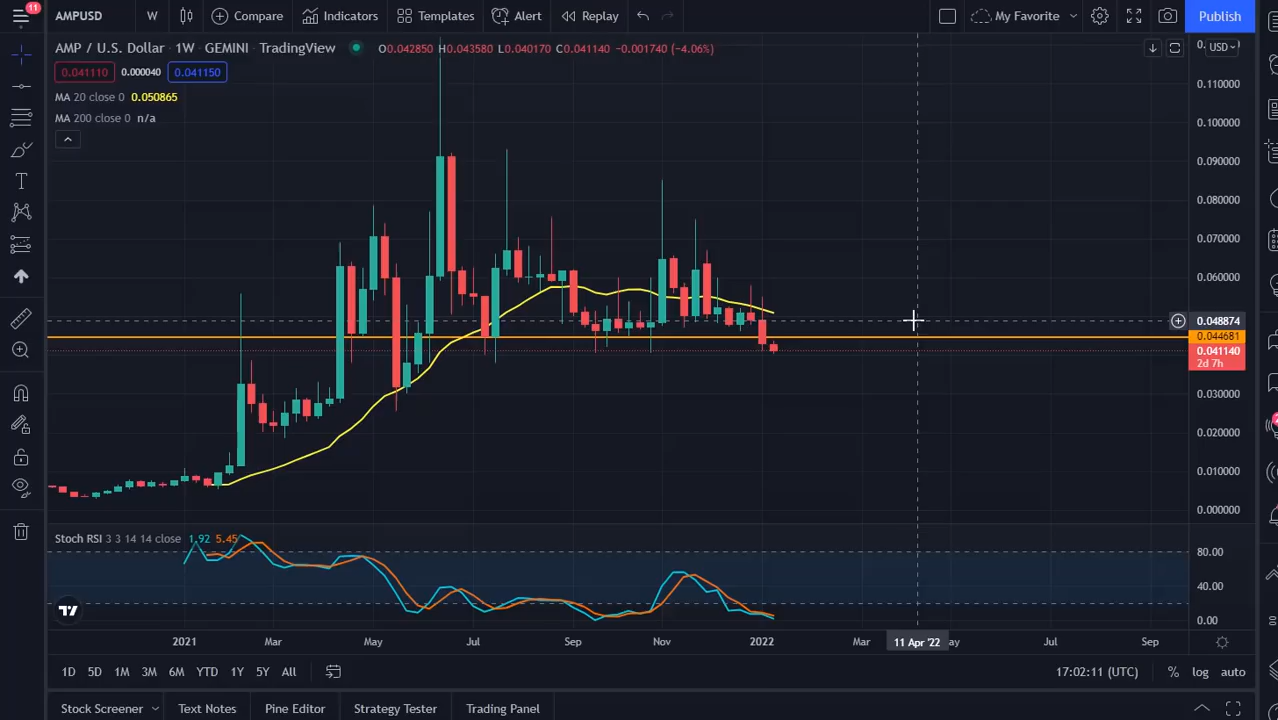 11
AMPUSD W Compare Indicators Templates Alert Replay My Favorite Publish
AMP / U.S. Dollar · 1W · GEMINI · TradingView O0.042850 H0.043580 L0.040170 C0.041140 −0.001740 (−4.06%) USD
0.041110 0.000040 0.041150
MA 20 close 0 0.050865
MA 200 close 0 n/a
0.110000
0.100000
0.090000
0.080000
0.070000
0.060000
0.048874
0.044681
0.041140
2d 7h
0.030000
0.020000
0.010000
0.000000
Stoch RSI 3 3 14 14 close 1.92 5.45
80.00
40.00
0.00
2021 Mar May Jul Sep Nov 2022 Mar 11 Apr '22 ay Jul Sep
1D 5D 1M 3M 6M YTD 1Y 5Y All 17:02:11 (UTC) % log auto
Stock Screener Text Notes Pine Editor Strategy Tester Trading Panel